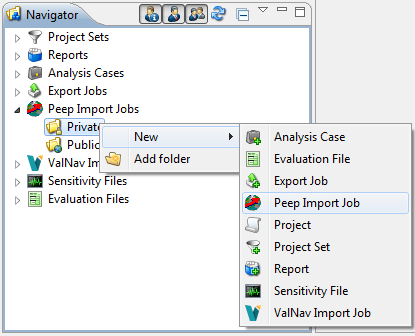 Navigator
Project Sets
Reports
Analysis Cases
Export Jobs
Peep Import Jobs
Private
Public
ValNav Im
Sensitivity Files
Evaluation Files
New
Add folder
Analysis Case
Evaluation File
Export Job
Peep Import Job
Project
Project Set
Report
Sensitivity File
ValNav Import Job